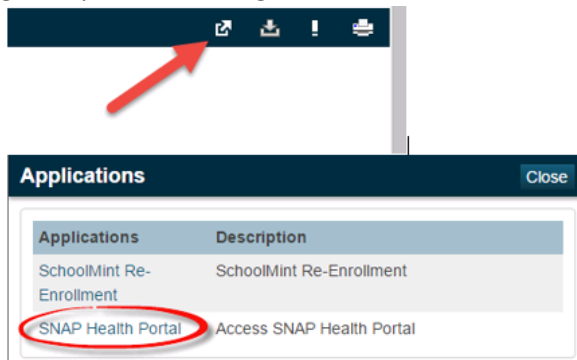 Applications Close
Applications Description
SchoolMint Re- SchoolMint Re-Enrollment
Enrollment
SNAP Health Portal Access SNAP Health Portal